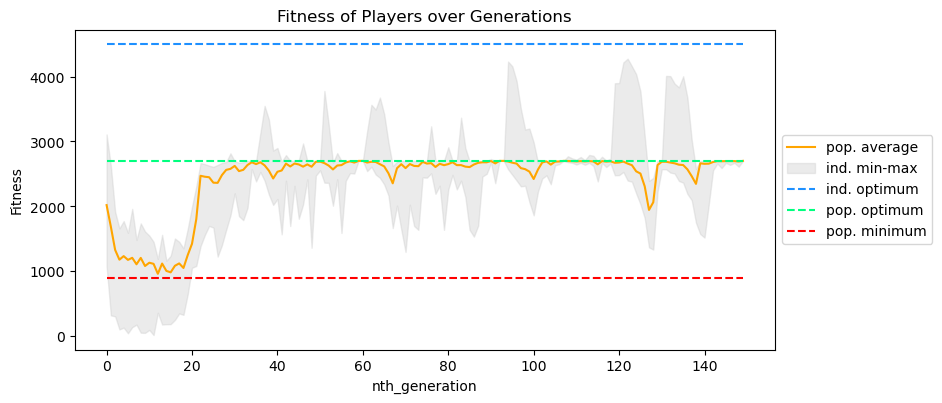 Fitness of Players over Generations
Fitness
4000
3000
2000
1000
0
0 20 40 60 80 100 120 140
nth_generation
pop. average
ind. min-max
ind. optimum
pop. optimum
pop. minimum